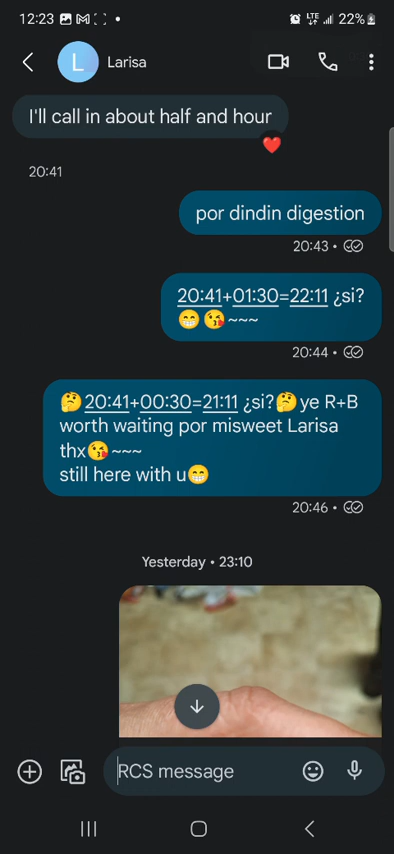 12:23 LTE 22%
L Larisa
I'll call in about half and hour
20:41
por dindin digestion
20:43 •
20:41+01:30=22:11 ¿si?
😁😘~~~
20:44 •
🤔20:41+00:30=21:11 ¿si?🤔ye R+B
worth waiting por misweet Larisa
thx😘~~~
still here with u😁
20:46 •
Yesterday • 23:10
RCS message